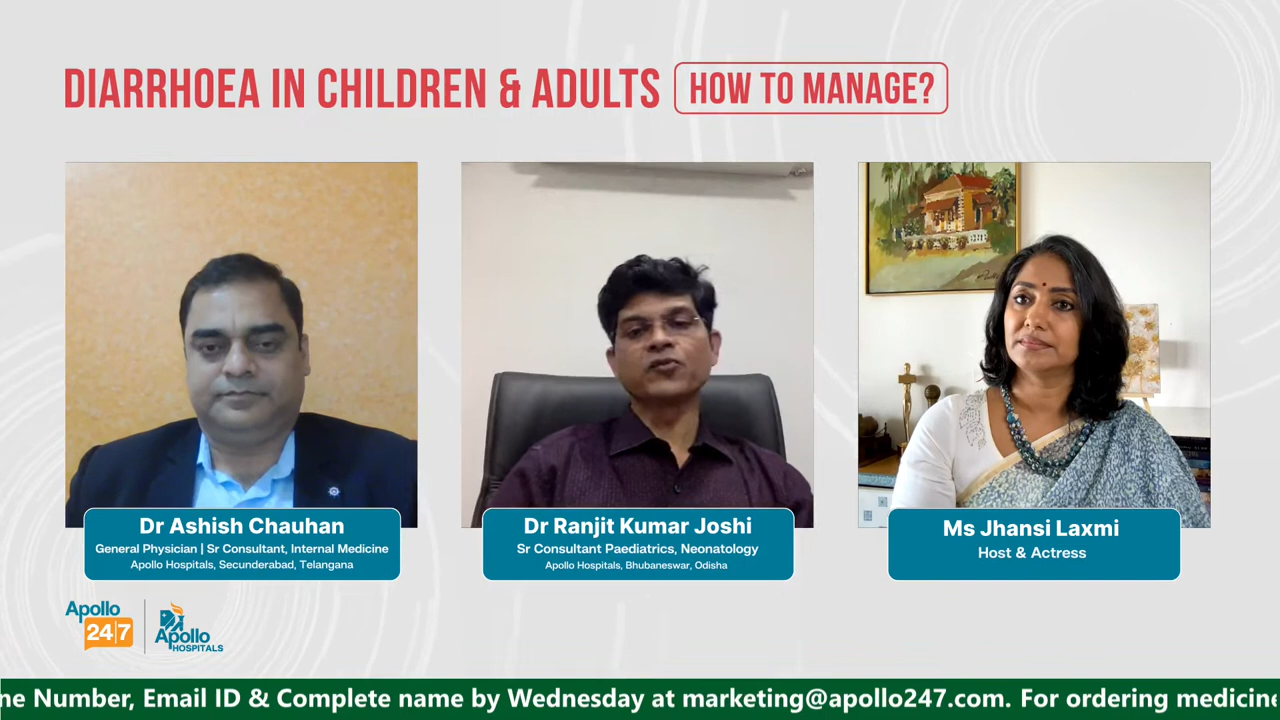 DIARRHOEA IN CHILDREN & ADULTS HOW TO MANAGE?
Dr Ashish Chauhan
General Physician | Sr Consultant, Internal Medicine
Apollo Hospitals, Secunderabad, Telangana
Dr Ranjit Kumar Joshi
Sr Consultant Paediatrics, Neonatology
Apollo Hospitals, Bhubaneswar, Odisha
Ms Jhansi Laxmi
Host & Actress
Apollo
24|7
Apollo
HOSPITALS
ne Number, Email ID & Complete name by Wednesday at marketing@apollo247.com. For ordering medicine